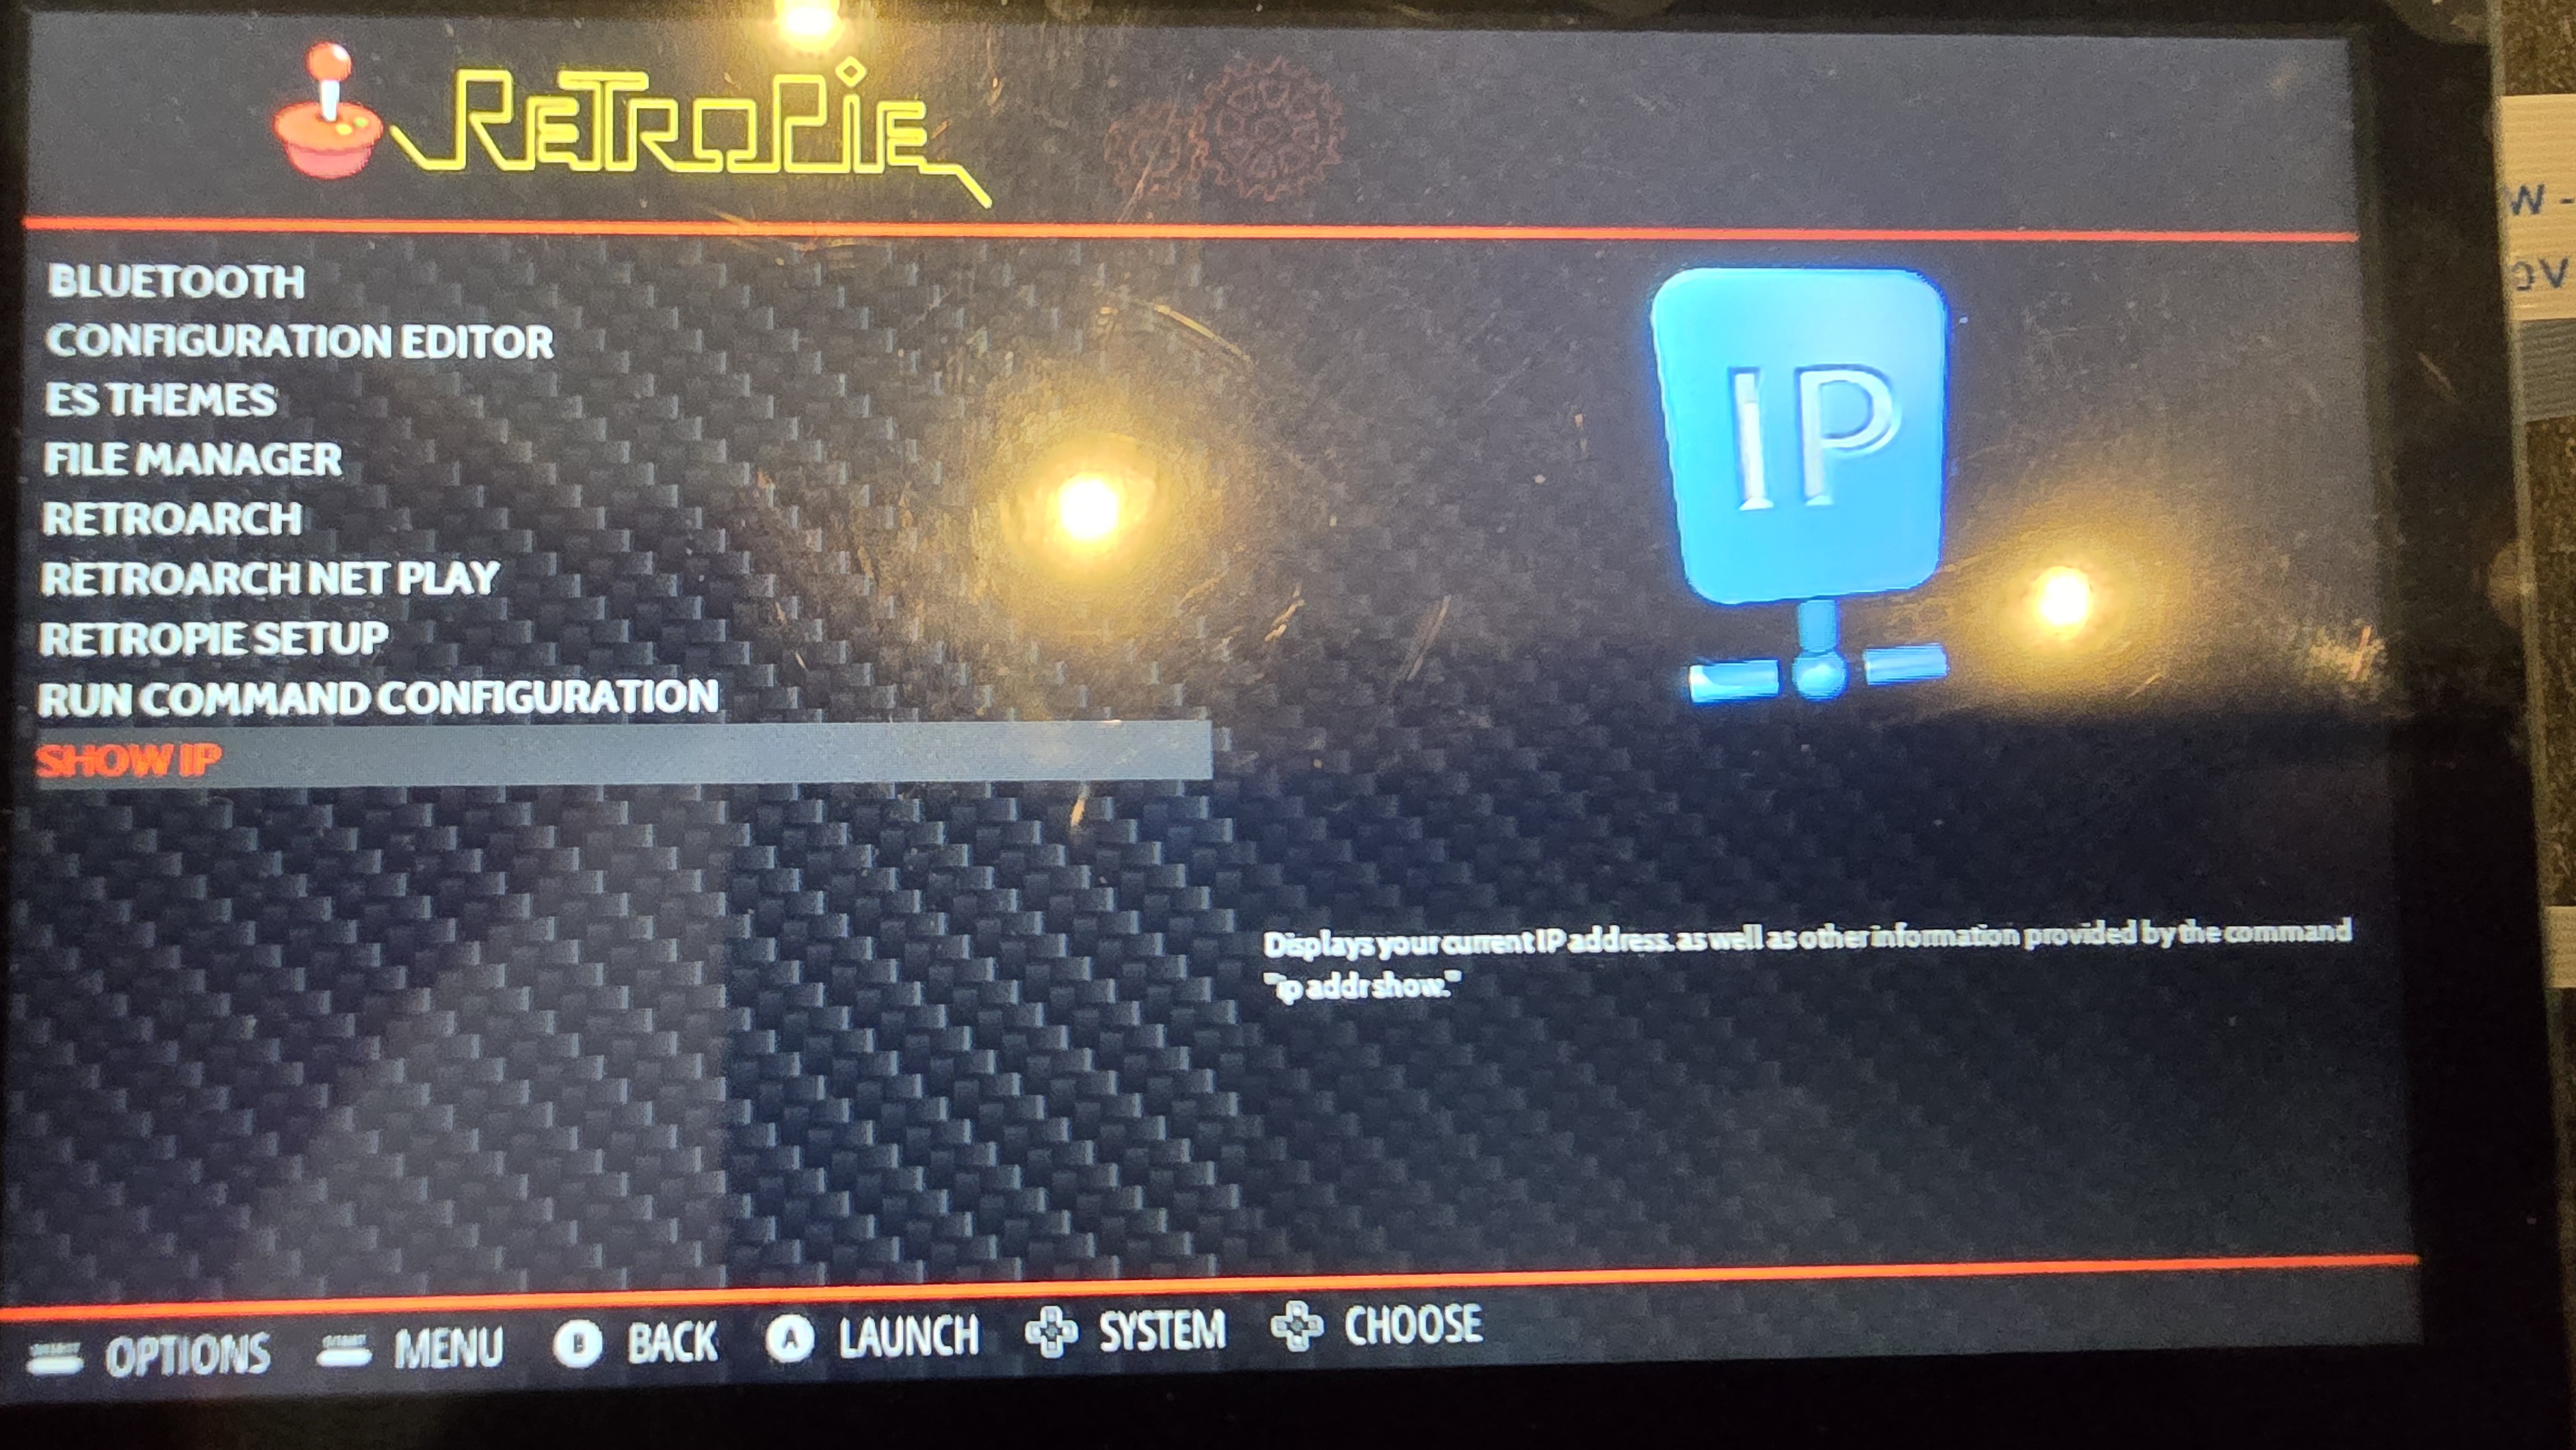 RETROPIE
BLUETOOTH
CONFIGURATION EDITOR
ES THEMES
FILE MANAGER
RETROARCH
RETROARCH NET PLAY
RETROPIE SETUP
RUN COMMAND CONFIGURATION
SHOW IP
IP
Displays your current IP address, as well as other information provided by the command
"ip addr show."
SELECT OPTIONS START MENU B BACK A LAUNCH SYSTEM CHOOSE